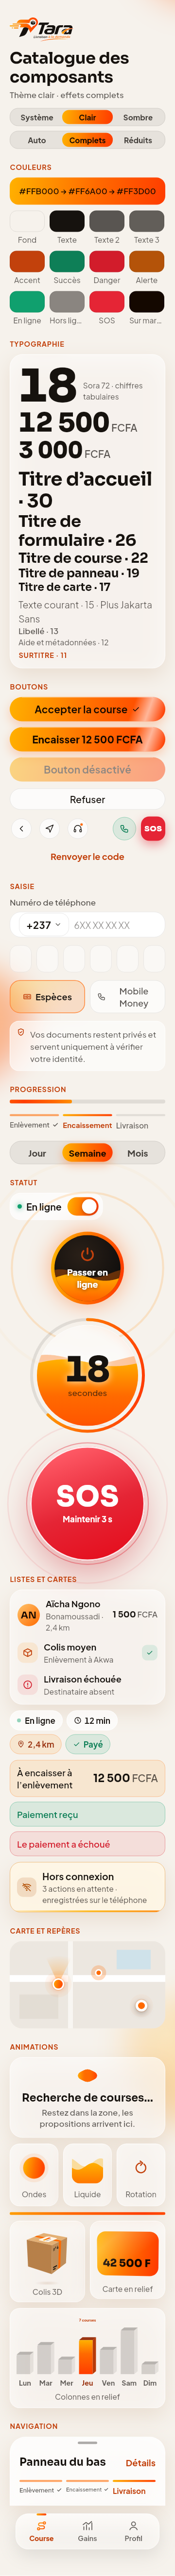 Tara
Catalogue des
composants
Thème clair · effets complets
Système Clair Sombre
Auto Complets Réduits
COULEURS
#FFB000 → #FF6A00 → #FF3D00
Fond Texte Texte 2 Texte 3
Accent Succès Danger Alerte
En ligne Hors lig... SOS Sur mar...
TYPOGRAPHIE
18 Sora 72 · chiffres
tabulaires
12 500 FCFA
3 000 FCFA
Titre d'accueil
· 30
Titre de
formulaire · 26
Titre de course · 22
Titre de panneau · 19
Titre de carte · 17
Texte courant · 15 · Plus Jakarta
Sans
Libellé · 13
Aide et métadonnées · 12
SURTITRE · 11
BOUTONS
Accepter la course
Encaisser 12 500 FCFA
Bouton désactivé
Refuser
SOS
Renvoyer le code
SAISIE
Numéro de téléphone
+237 6XX XX XX XX
Espèces
Mobile
Money
Vos documents restent privés et
servent uniquement à vérifier
votre identité.
PROGRESSION
Enlèvement Encaissement Livraison
Jour Semaine Mois
STATUT
En ligne
Passer en
ligne
18
secondes
SOS
Maintenir 3 s
LISTES ET CARTES
AN
Aïcha Ngono
Bonamoussadi ·
2,4 km
1 500 FCFA
Colis moyen
Enlèvement à Akwa
Livraison échouée
Destinataire absent
En ligne 12 min
2,4 km Payé
À encaisser à
l'enlèvement
12 500 FCFA
Paiement reçu
Le paiement a échoué
Hors connexion
3 actions en attente ·
enregistrées sur le téléphone
CARTE ET REPÈRES
ANIMATIONS
Recherche de courses...
Restez dans la zone, les
propositions arrivent ici.
Ondes Liquide Rotation
Colis 3D
42 500 F
Carte en relief
7 courses
Lun Mar Mer Jeu Ven Sam Dim
Colonnes en relief
NAVIGATION
Panneau du bas Détails
Enlèvement Encaissement Livraison
Course Gains Profil